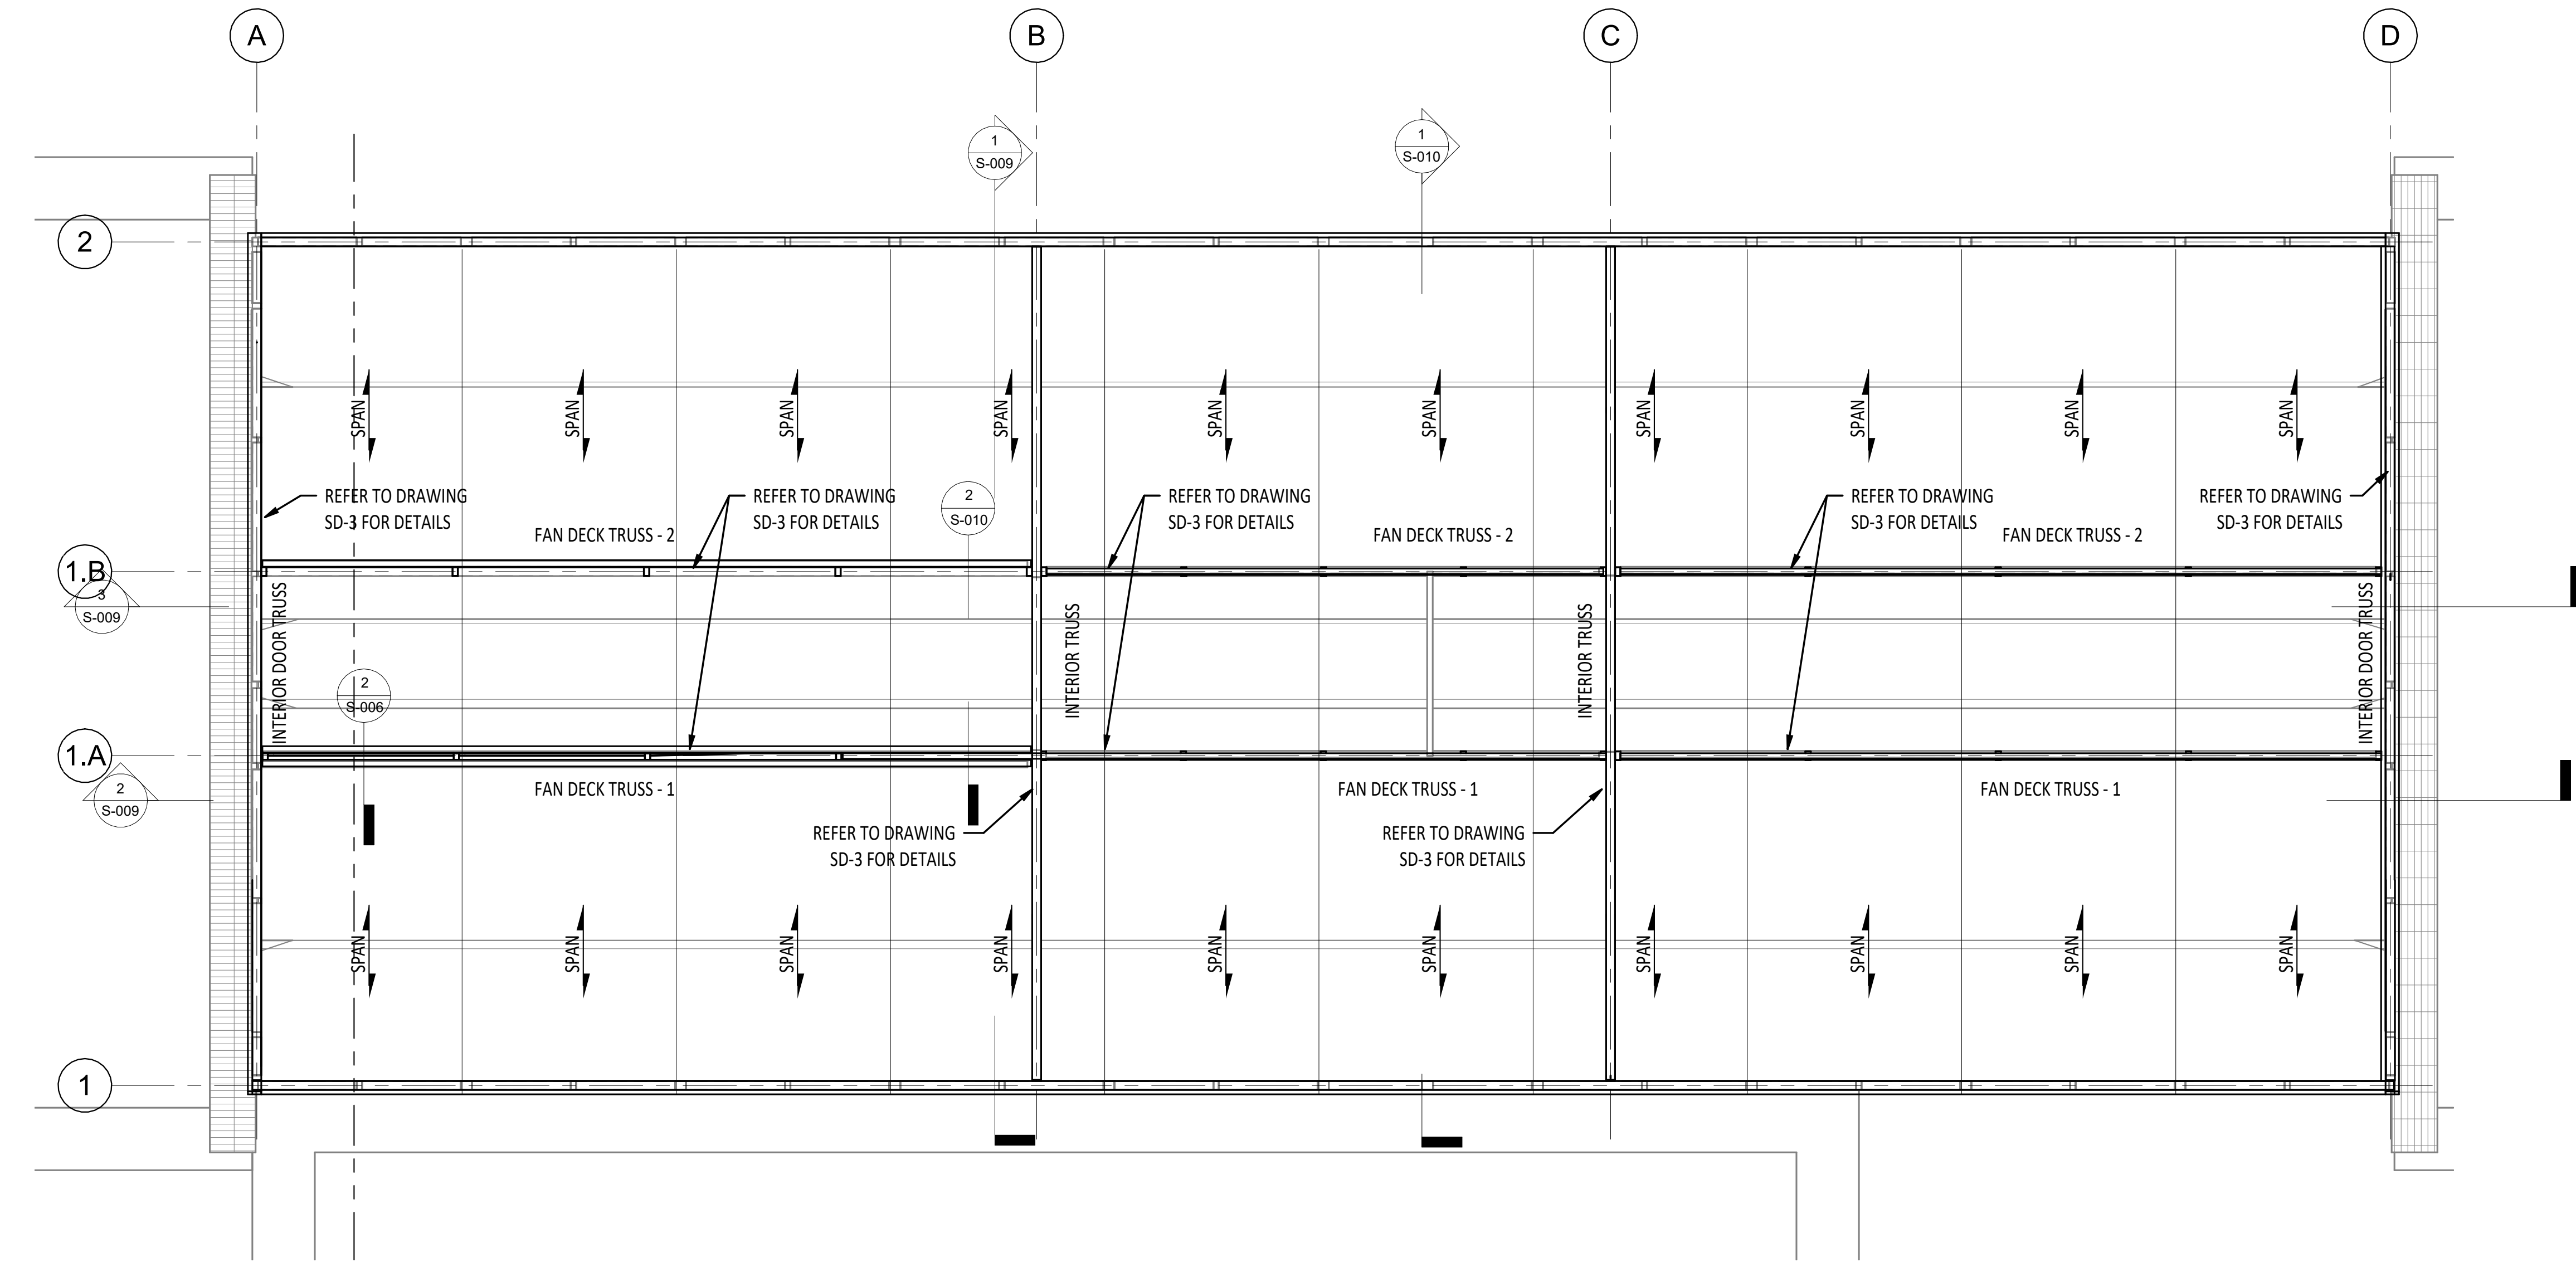 A
B
C
D
1
S-009
1
S-010
2
SPAN
SPAN
SPAN
SPAN
SPAN
SPAN
SPAN
SPAN
SPAN
SPAN
REFER TO DRAWING
SD-3 FOR DETAILS
REFER TO DRAWING
SD-3 FOR DETAILS
2
S-010
REFER TO DRAWING
SD-3 FOR DETAILS
REFER TO DRAWING
SD-3 FOR DETAILS
REFER TO DRAWING
SD-3 FOR DETAILS
FAN DECK TRUSS - 2
FAN DECK TRUSS - 2
FAN DECK TRUSS - 2
1.B
3
S-009
INTERIOR DOOR TRUSS
INTERIOR TRUSS
INTERIOR TRUSS
INTERIOR DOOR TRUSS
2
S-006
1.A
2
S-009
FAN DECK TRUSS - 1
FAN DECK TRUSS - 1
FAN DECK TRUSS - 1
REFER TO DRAWING
SD-3 FOR DETAILS
REFER TO DRAWING
SD-3 FOR DETAILS
SPAN
SPAN
SPAN
SPAN
SPAN
SPAN
SPAN
SPAN
SPAN
SPAN
1